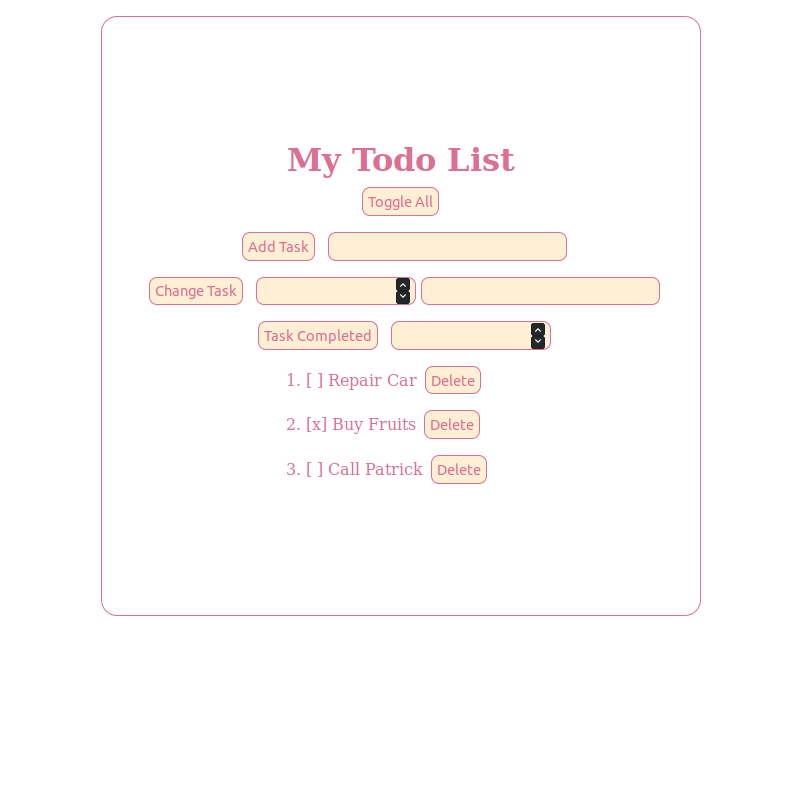 My Todo List
Toggle All
Add Task
Change Task
Task Completed
1. [ ] Repair Car Delete
2. [x] Buy Fruits Delete
3. [ ] Call Patrick Delete